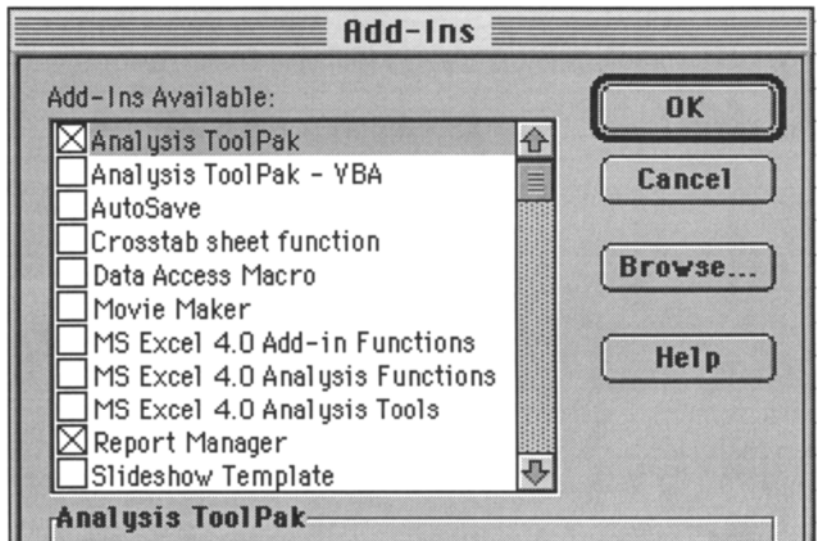 Add-Ins
Add-Ins Available:
Analysis ToolPak
Analysis ToolPak - VBA
AutoSave
Crosstab sheet function
Data Access Macro
Movie Maker
MS Excel 4.0 Add-in Functions
MS Excel 4.0 Analysis Functions
MS Excel 4.0 Analysis Tools
Report Manager
Slideshow Template
OK
Cancel
Browse...
Help
Analysis ToolPak